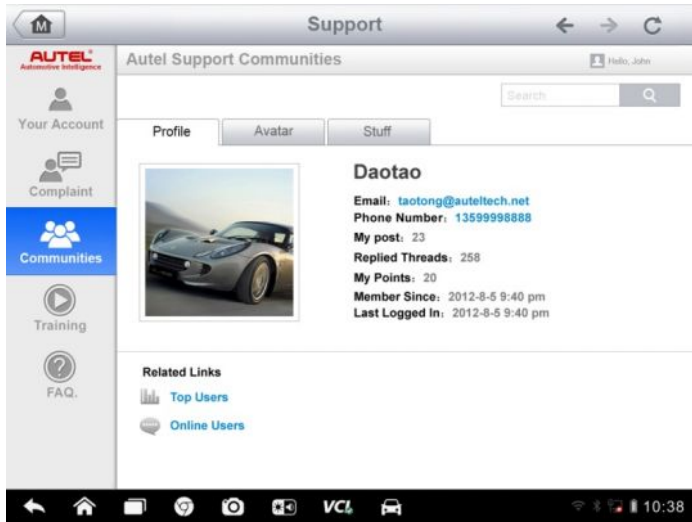 M
Support
AUTEL®
Automotive Intelligence
Autel Support Communities
Hello, John
Search
Your Account
Complaint
Communities
Training
FAQ.
Profile
Avatar
Stuff
Daotao
Email: taotong@auteltech.net
Phone Number: 13599998888
My post: 23
Replied Threads: 258
My Points: 20
Member Since: 2012-8-5 9:40 pm
Last Logged In: 2012-8-5 9:40 pm
Related Links
Top Users
Online Users
VCI
10:38